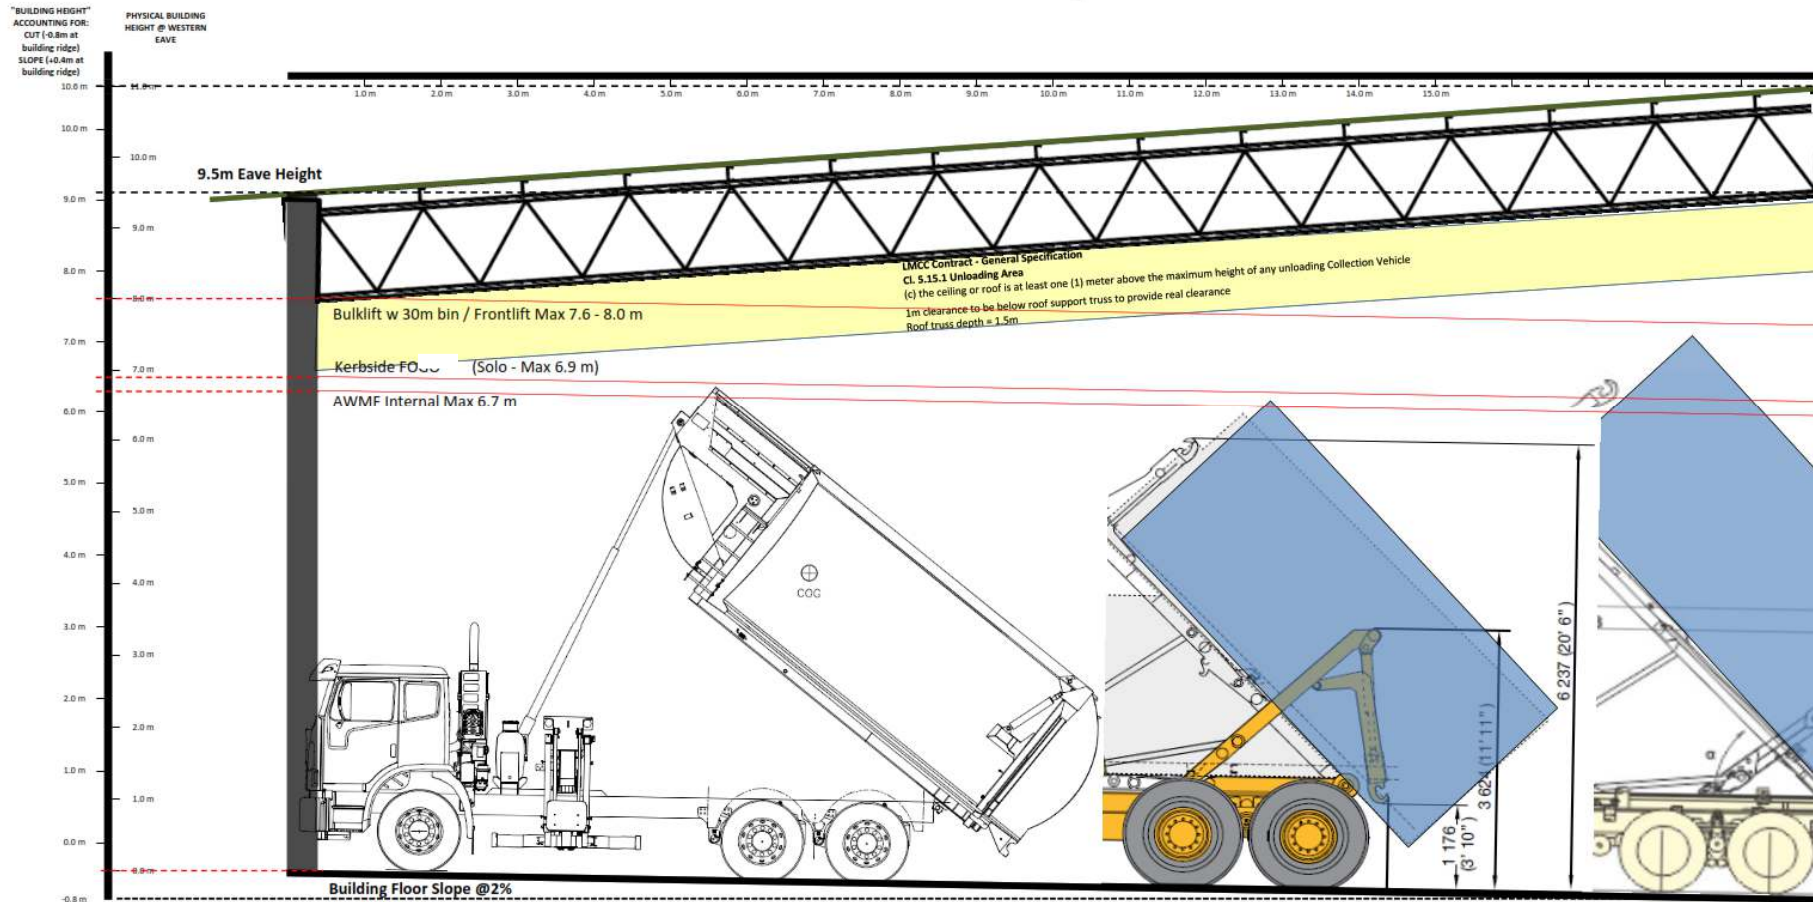 "BUILDING HEIGHT"
ACCOUNTING FOR:
CUT (-0.8m at
building ridge)
SLOPE (+0.4m at
building ridge)
PHYSICAL BUILDING
HEIGHT @ WESTERN
EAVE
10.6 m
11.0 m
1.0 m
2.0 m
3.0 m
4.0 m
5.0 m
6.0 m
7.0 m
8.0 m
9.0 m
10.0 m
11.0 m
12.0 m
13.0 m
14.0 m
15.0 m
10.0 m
10.0 m
9.5m Eave Height
9.0 m
9.0 m
8.0 m
8.0 m
LMCC Contract - General Specification
Cl. 5.15.1 Unloading Area
(c) the ceiling or roof is at least one (1) meter above the maximum height of any unloading Collection Vehicle
1m clearance to be below roof support truss to provide real clearance
Roof truss depth = 1.5m
Bulklift w 30m bin / Frontlift Max 7.6 - 8.0 m
7.0 m
7.0 m
Kerbside (Solo - Max 6.9 m)
AWMF Internal Max 6.7 m
6.0 m
6.0 m
5.0 m
5.0 m
4.0 m
4.0 m
COG
3.0 m
3.0 m
2.0 m
2.0 m
1.0 m
1.0 m
0.0 m
0.0 m
-0.8 m
6 237 (20' 6")
3 621 (11' 11")
1 176
(3' 10")
α
Building Floor Slope @2%